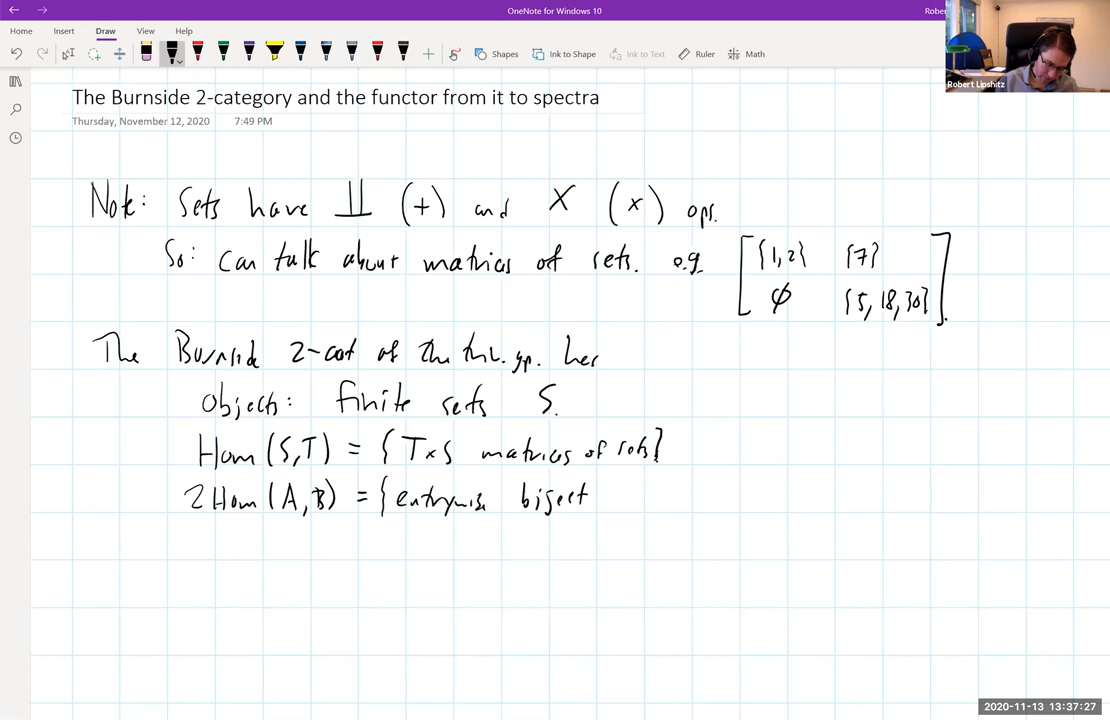 OneNote for Windows 10
Rober
Home Insert Draw View Help
Shapes Ink to Shape Ink to Text Ruler Math
Robert Lipshitz
The Burnside 2-category and the functor from it to spectra
Thursday, November 12, 2020 7:49 PM
Note: Sets have ⨿ (+) and × (×) ops.
So: can talk about matrices of sets. e.g. [{1,2} {7}
∅ {5, 18, 30}].
The Burnside 2-cat of the triv. gp. has
Objects: finite sets S.
Hom (S,T) = { T×S matrices of sets}
2Hom (A,B) = { entrywise biject
2020-11-13 13:37:27